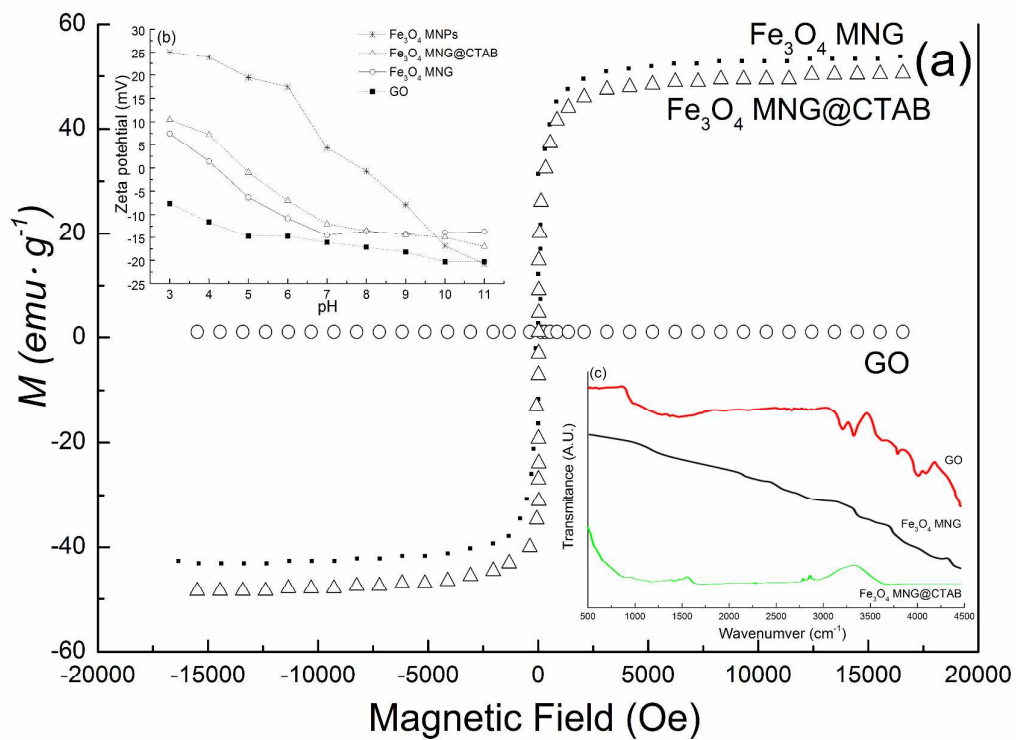 (a)
Fe₃O₄ MNG
Fe₃O₄ MNG@CTAB
GO
M (emu· g⁻¹)
60
40
20
0
-20
-40
-60
-20000 -15000 -10000 -5000 0 5000 10000 15000 20000
Magnetic Field (Oe)
(b)
Fe₃O₄ MNPs
Fe₃O₄ MNG@CTAB
Fe₃O₄ MNG
GO
Zeta potehtial (mV)
30
25
20
15
10
5
0
-5
-10
-15
-20
-25
3 4 5 6 7 8 9 10 11
pH
(c)
GO
Fe₃O₄ MNG
Fe₃O₄ MNG@CTAB
Transmitance (A.U.)
500 1000 1500 2000 2500 3000 3500 4000 4500
Wavenumver (cm⁻¹)